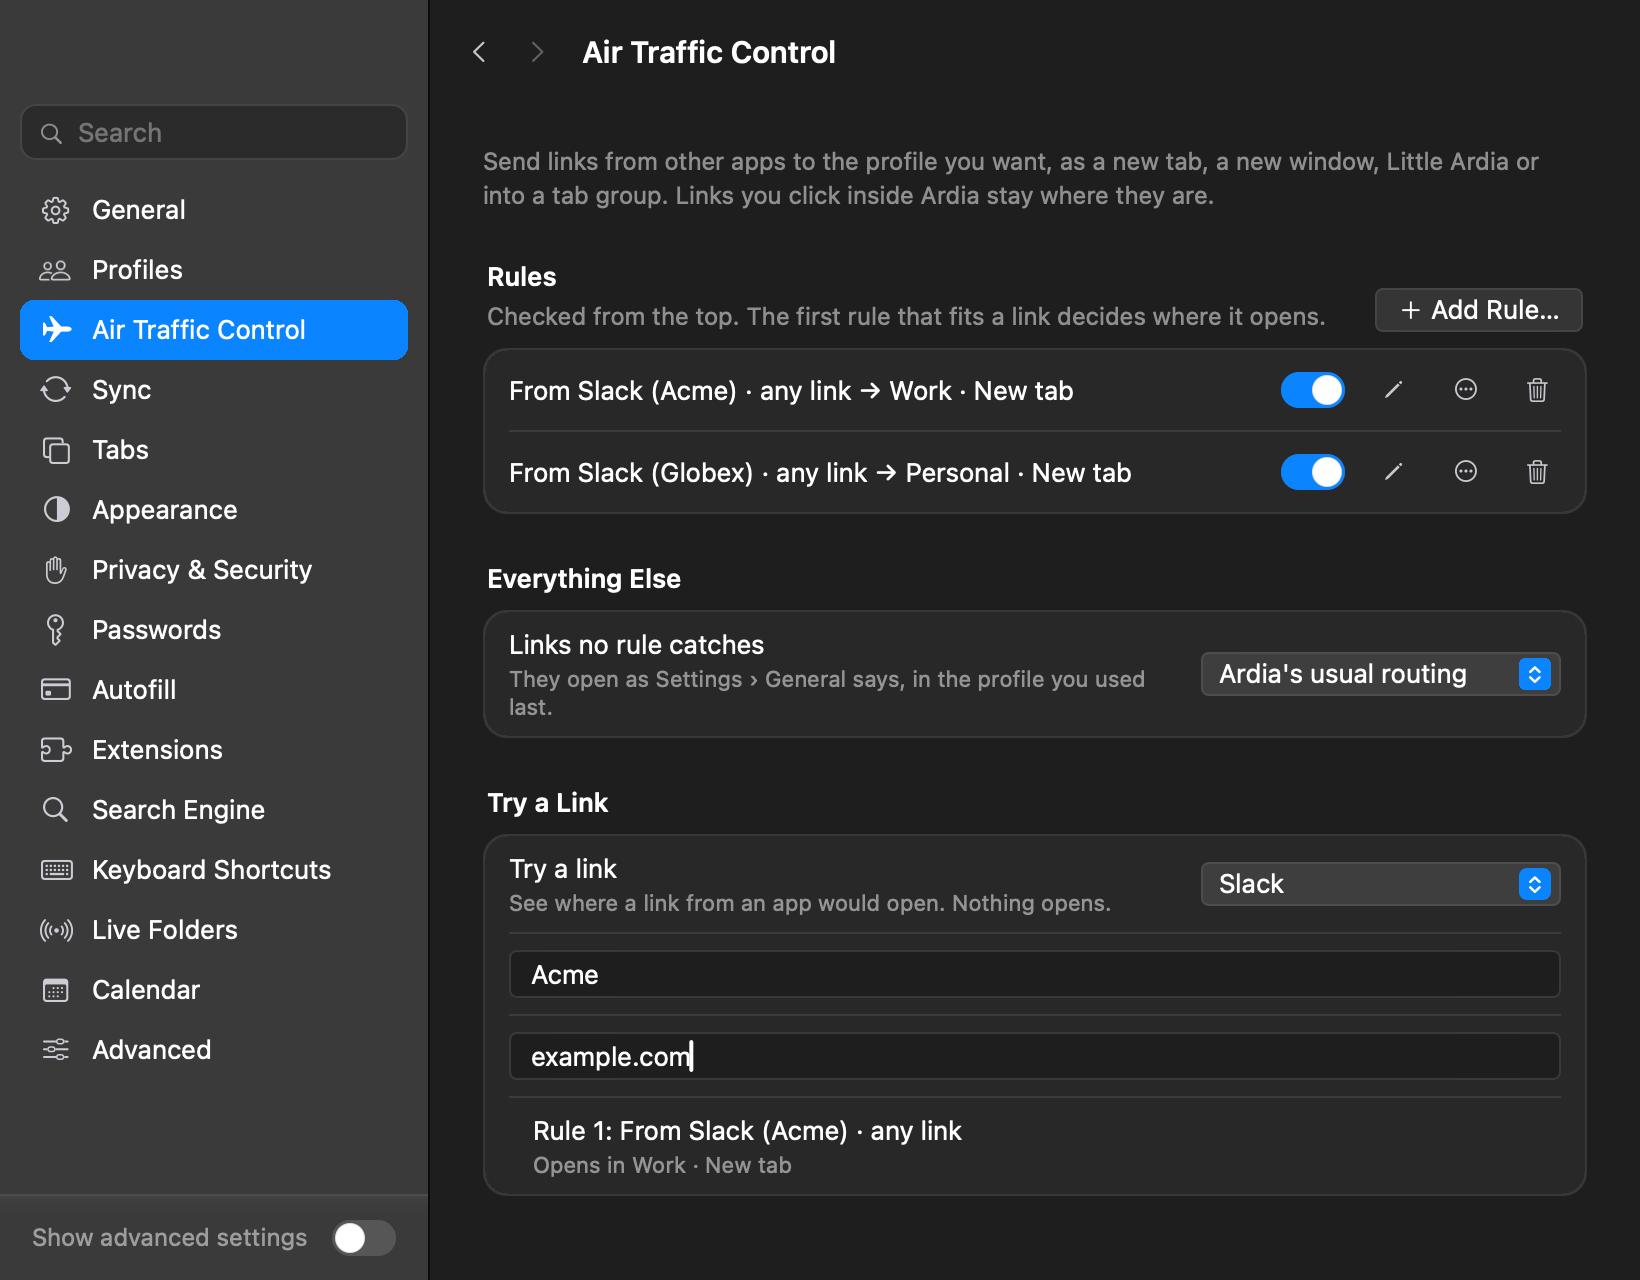 Search
General
Profiles
Air Traffic Control
Sync
Tabs
Appearance
Privacy & Security
Passwords
Autofill
Extensions
Search Engine
Keyboard Shortcuts
Live Folders
Calendar
Advanced
Show advanced settings
Air Traffic Control
Send links from other apps to the profile you want, as a new tab, a new window, Little Ardia or
into a tab group. Links you click inside Ardia stay where they are.
Rules
Checked from the top. The first rule that fits a link decides where it opens.
+ Add Rule...
From Slack (Acme) · any link → Work · New tab
From Slack (Globex) · any link → Personal · New tab
Everything Else
Links no rule catches
They open as Settings › General says, in the profile you used
last.
Ardia's usual routing
Try a Link
Try a link
See where a link from an app would open. Nothing opens.
Slack
Acme
example.com
Rule 1: From Slack (Acme) · any link
Opens in Work · New tab